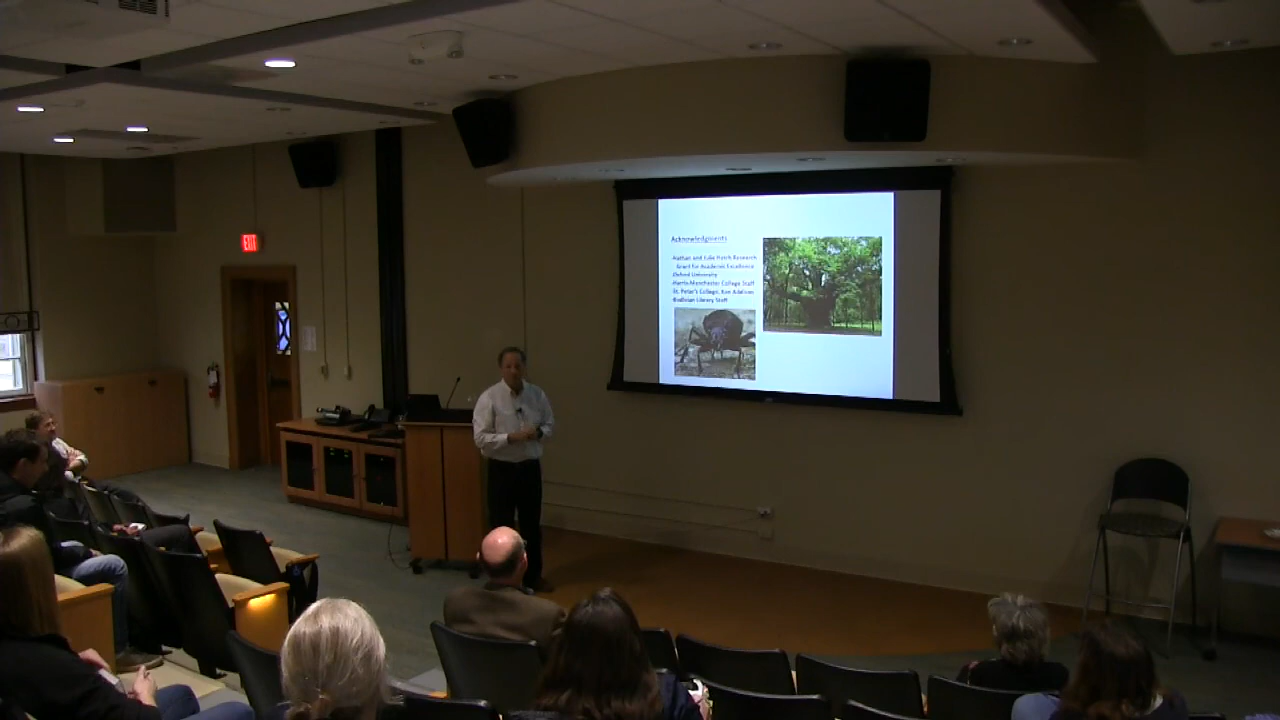 EXIT
Acknowledgments
Nathan and Julie Hatch Research
Grant for Academic Excellence
Oxford University
Harris-Manchester College Staff
St. Peter's College, Ken Addison
Bodleian Library Staff